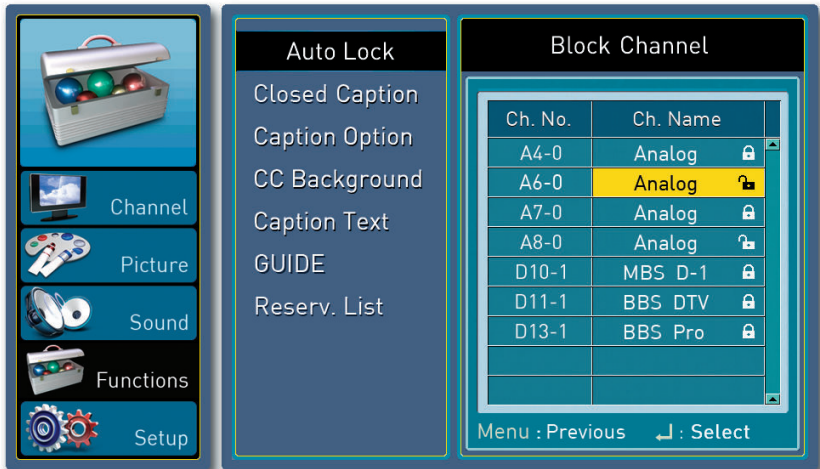 Channel
Picture
Sound
Functions
Setup
Auto Lock
Closed Caption
Caption Option
CC Background
Caption Text
GUIDE
Reserv. List
Block Channel
Ch. No. Ch. Name
A4-0 Analog
A6-0 Analog
A7-0 Analog
A8-0 Analog
D10-1 MBS D-1
D11-1 BBS DTV
D13-1 BBS Pro
Menu : Previous : Select